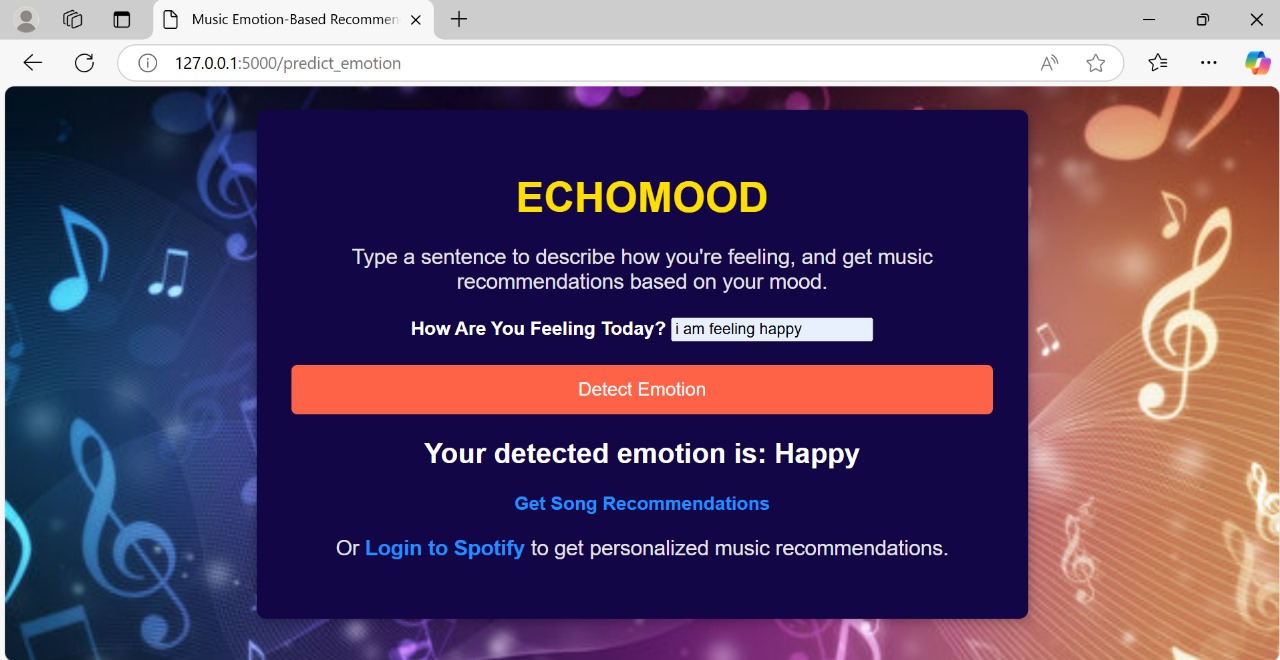 Music Emotion-Based Recommen
127.0.0.1:5000/predict_emotion
ECHOMOOD
Type a sentence to describe how you're feeling, and get music
recommendations based on your mood.
How Are You Feeling Today? i am feeling happy
Detect Emotion
Your detected emotion is: Happy
Get Song Recommendations
Or Login to Spotify to get personalized music recommendations.